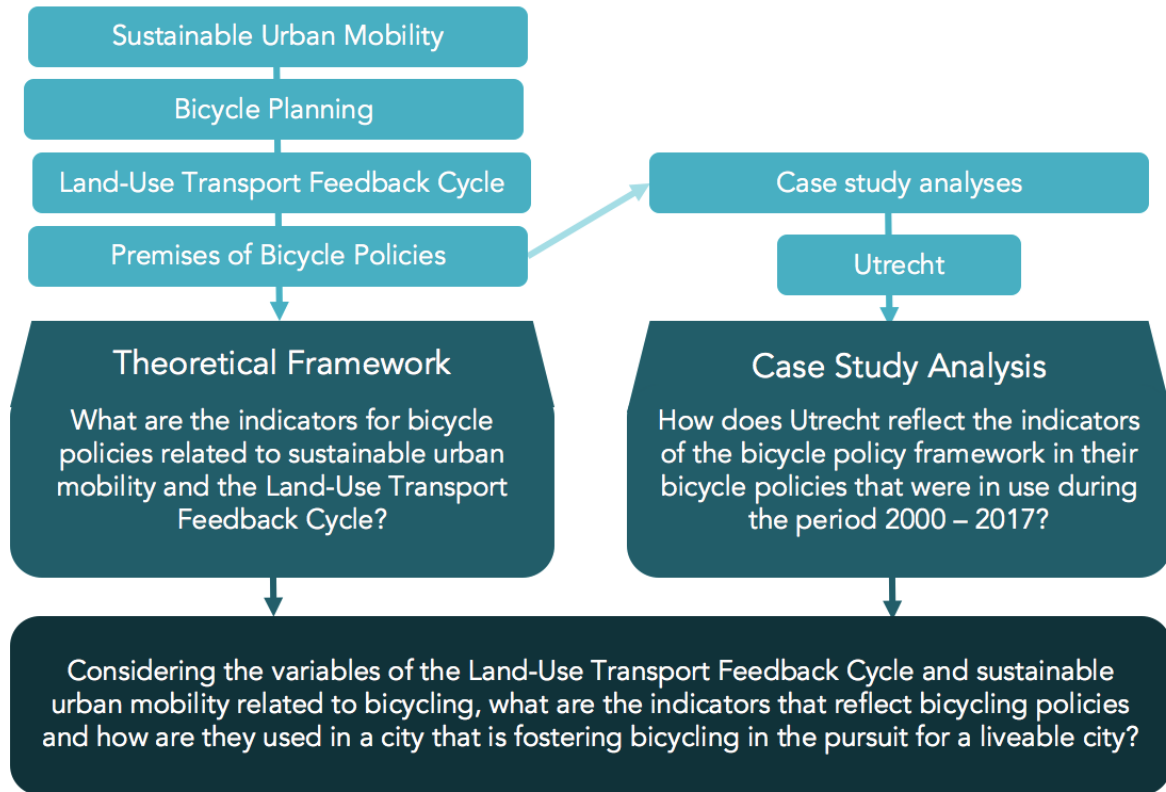 Sustainable Urban Mobility
Bicycle Planning
Land-Use Transport Feedback Cycle
Premises of Bicycle Policies
Case study analyses
Utrecht
Theoretical Framework
What are the indicators for bicycle
policies related to sustainable urban
mobility and the Land-Use Transport
Feedback Cycle?
Case Study Analysis
How does Utrecht reflect the indicators
of the bicycle policy framework in their
bicycle policies that were in use during
the period 2000 – 2017?
Considering the variables of the Land-Use Transport Feedback Cycle and sustainable
urban mobility related to bicycling, what are the indicators that reflect bicycling policies
and how are they used in a city that is fostering bicycling in the pursuit for a liveable city?